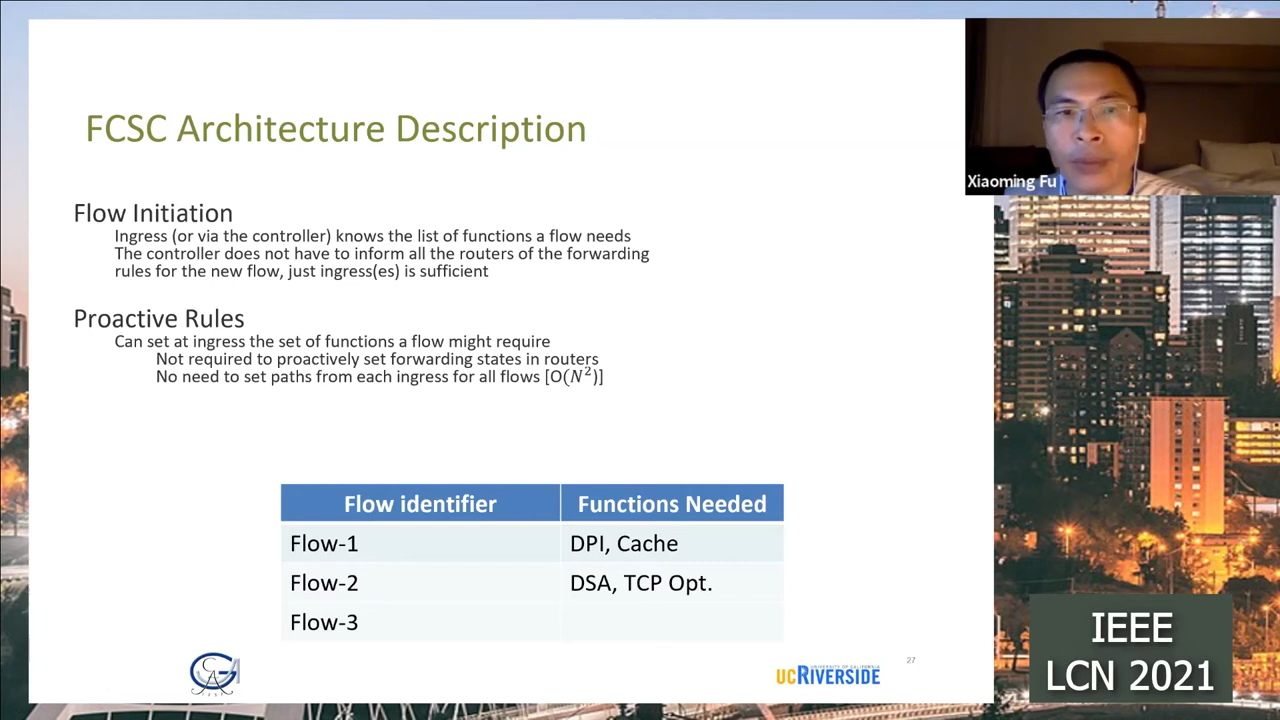 FCSC Architecture Description
Xiaoming Fu
Flow Initiation
Ingress (or via the controller) knows the list of functions a flow needs
The controller does not have to inform all the routers of the forwarding
rules for the new flow, just ingress(es) is sufficient
Proactive Rules
Can set at ingress the set of functions a flow might require
Not required to proactively set forwarding states in routers
No need to set paths from each ingress for all flows [O(N²)]
Flow identifier Functions Needed
Flow-1 DPI, Cache
Flow-2 DSA, TCP Opt.
Flow-3
27
UNIVERSITY OF CALIFORNIA
UCRIVERSIDE
IEEE
LCN 2021